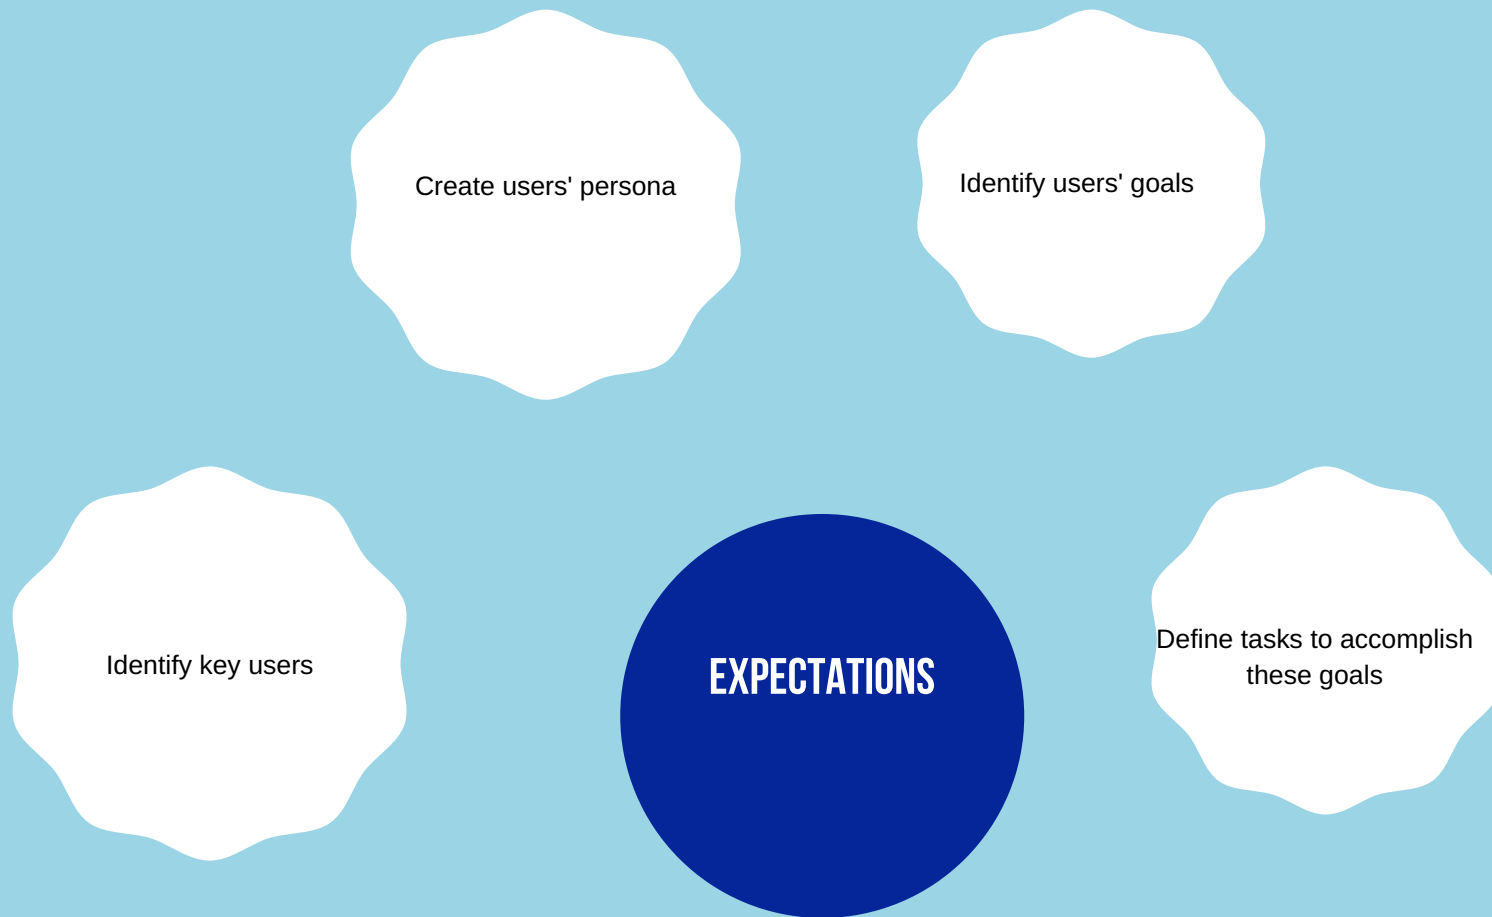 Create users' persona
Identify users' goals
Identify key users
EXPECTATIONS
Define tasks to accomplish
these goals